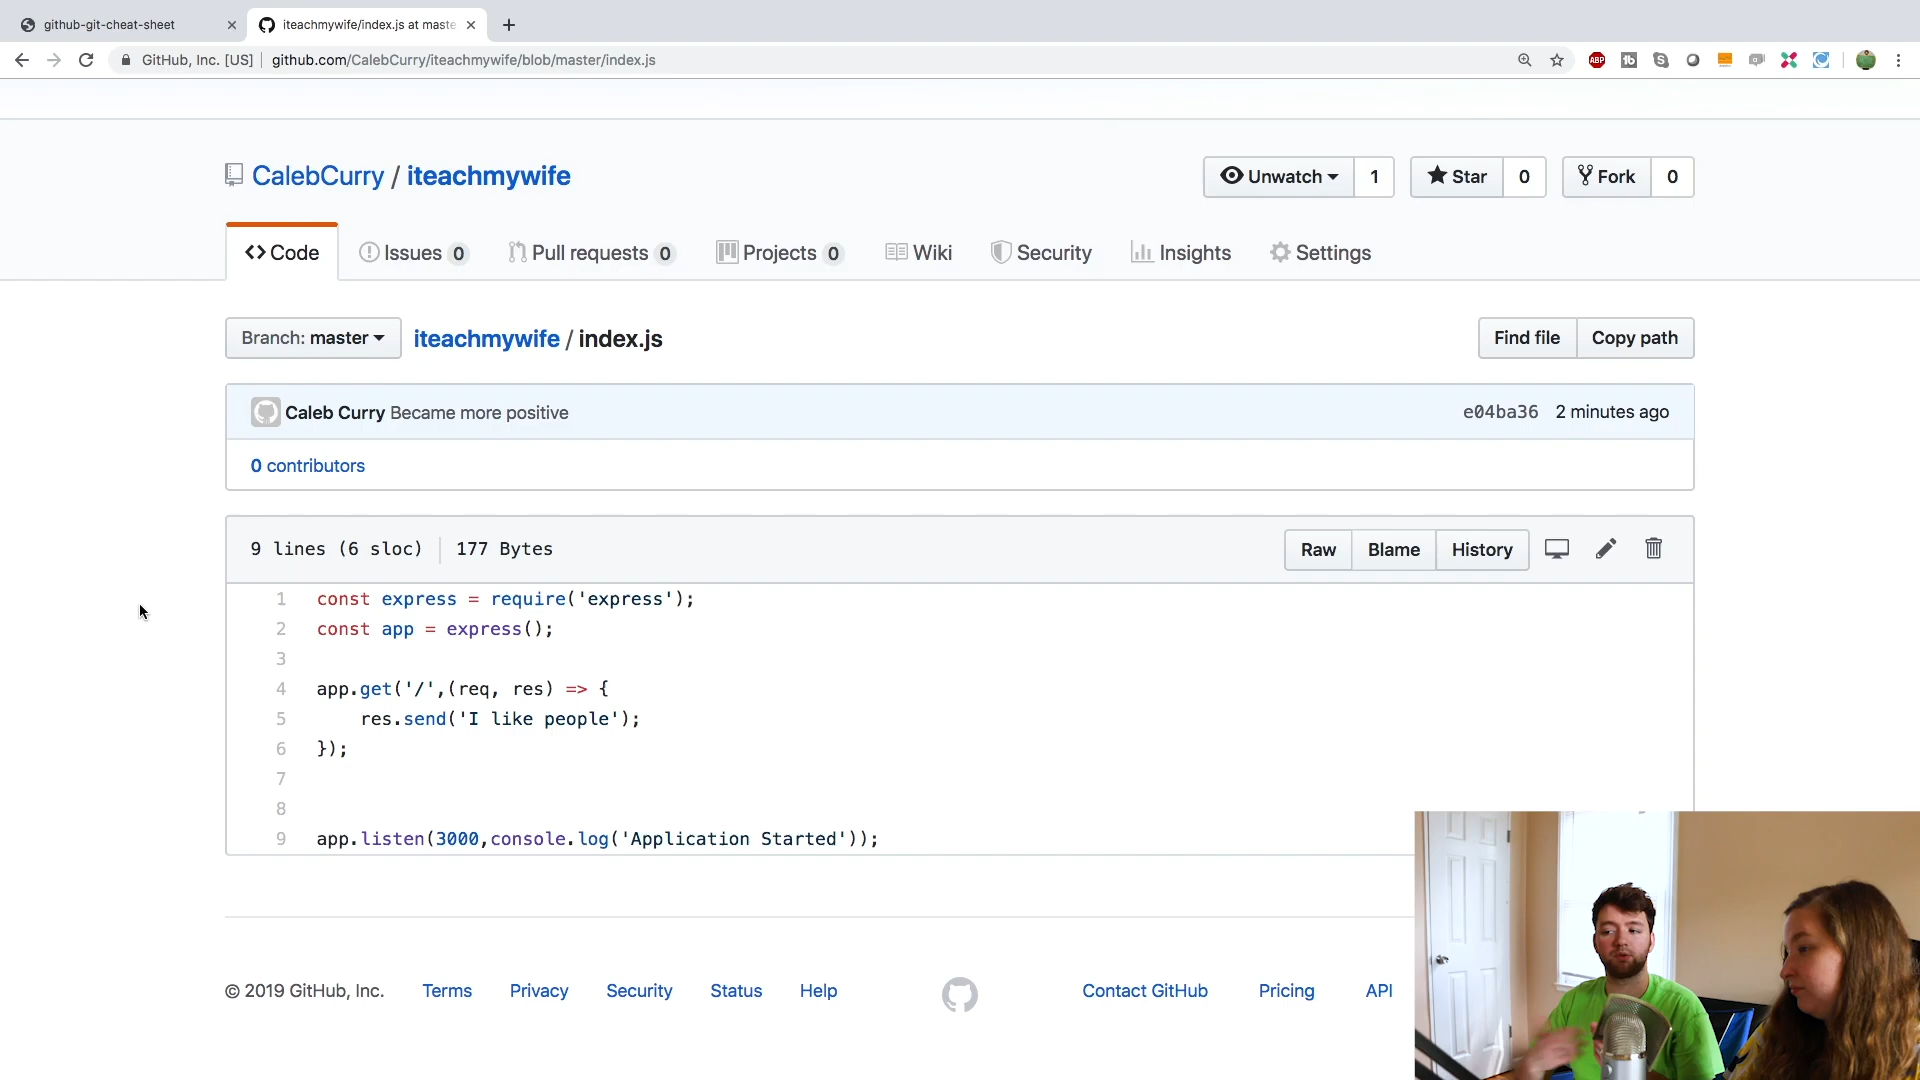 github-git-cheat-sheet
iteachmywife/index.js at maste
GitHub, Inc. [US] | github.com/CalebCurry/iteachmywife/blob/master/index.js
ABP
CalebCurry / iteachmywife
Unwatch 1
Star 0
Fork 0
Code
Issues 0
Pull requests 0
Projects 0
Wiki
Security
Insights
Settings
Branch: master
iteachmywife / index.js
Find file
Copy path
Caleb Curry Became more positive
e04ba36 2 minutes ago
0 contributors
9 lines (6 sloc) | 177 Bytes
Raw
Blame
History
1 const express = require('express');
2 const app = express();
3
4 app.get('/',(req, res) => {
5     res.send('I like people');
6 });
7
8
9 app.listen(3000,console.log('Application Started'));
© 2019 GitHub, Inc.
Terms
Privacy
Security
Status
Help
Contact GitHub
Pricing
API